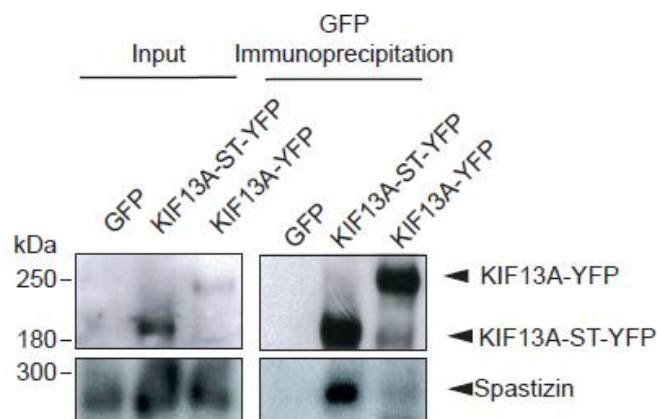 GFP
Input Immunoprecipitation
GFP KIF13A-ST-YFP KIF13A-YFP GFP KIF13A-ST-YFP KIF13A-YFP
kDa
250 KIF13A-YFP
180 KIF13A-ST-YFP
300
Spastizin